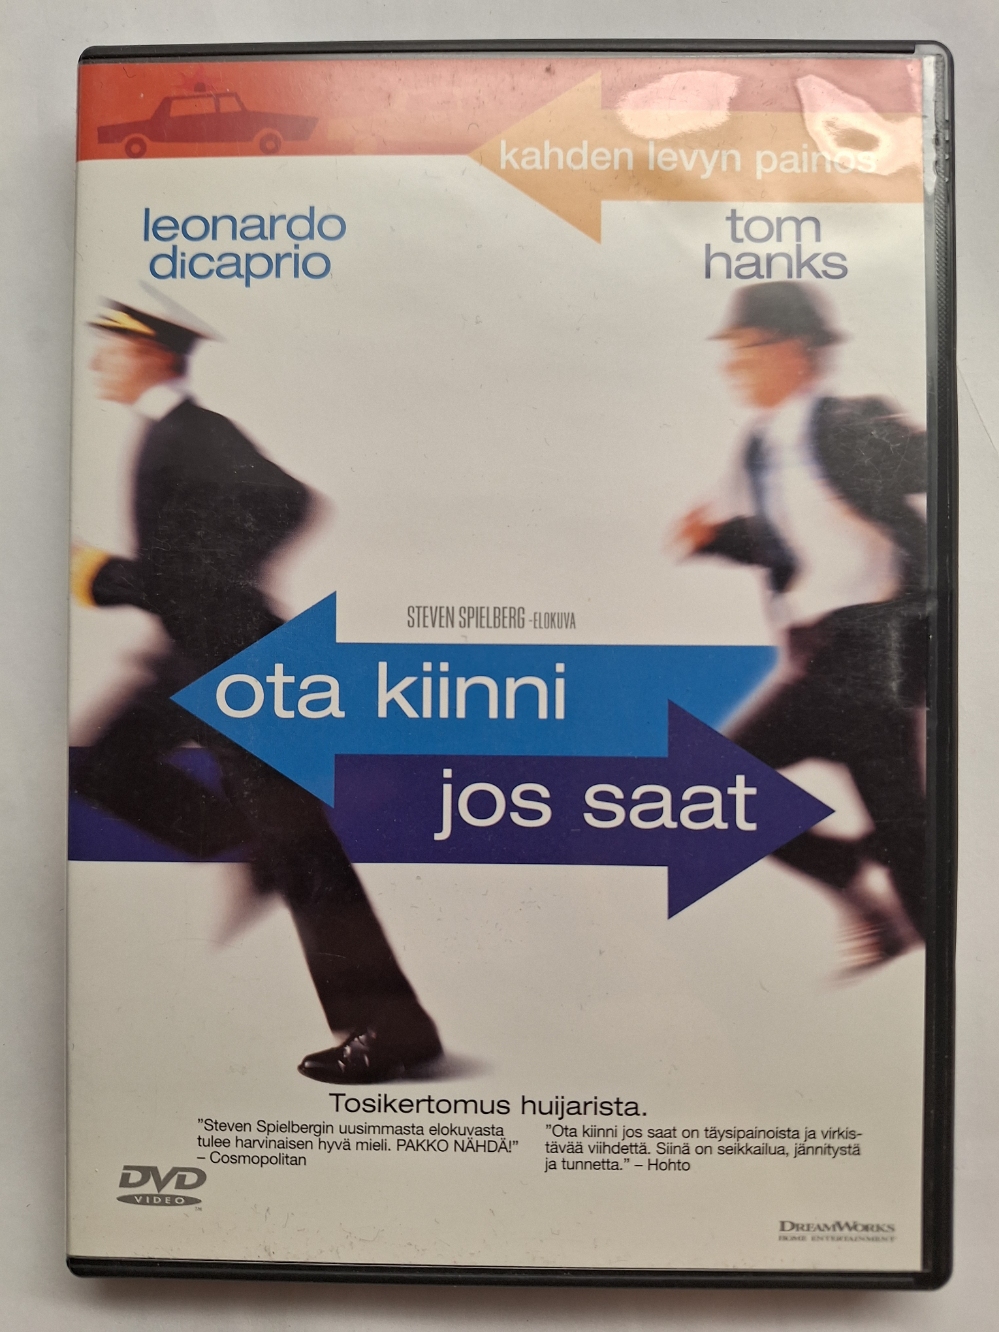 kahden levyn painos
leonardo
dicaprio
tom
hanks
STEVEN SPIELBERG -ELOKUVA
ota kiinni
jos saat
Tosikertomus huijarista.
”Steven Spielbergin uusimmasta elokuvasta
tulee harvinaisen hyvä mieli. PAKKO NÄHDÄ!”
– Cosmopolitan
”Ota kiinni jos saat on täysipainoista ja virkis-
tävää viihdettä. Siinä on seikkailua, jännitystä
ja tunnetta.” – Hohto
DVD
VIDEO
TM
DREAMWORKS
HOME ENTERTAINMENT